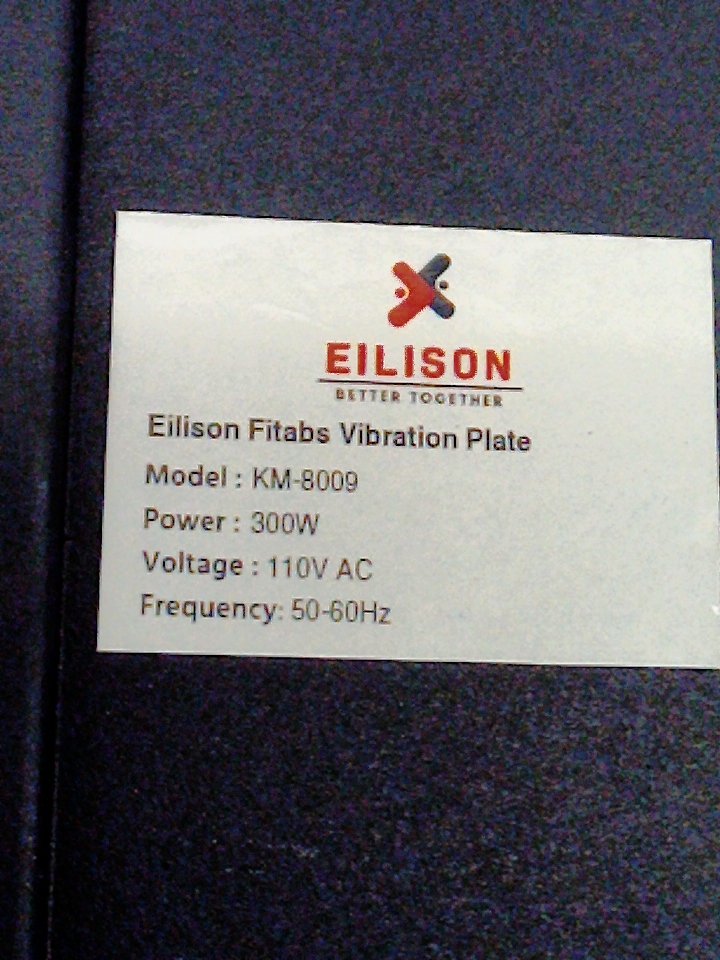 EILISON
BETTER TOGETHER
Eilison Fitabs Vibration Plate
Model : KM-8009
Power : 300W
Voltage : 110V AC
Frequency: 50-60Hz